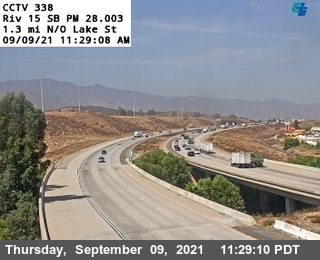 CCTV 338
Riv 15 SB PM 28.003
1.3 mi N/O Lake St
09/09/21 11:29:08 AM
Thursday, September 09, 2021 11:29:10 PDT